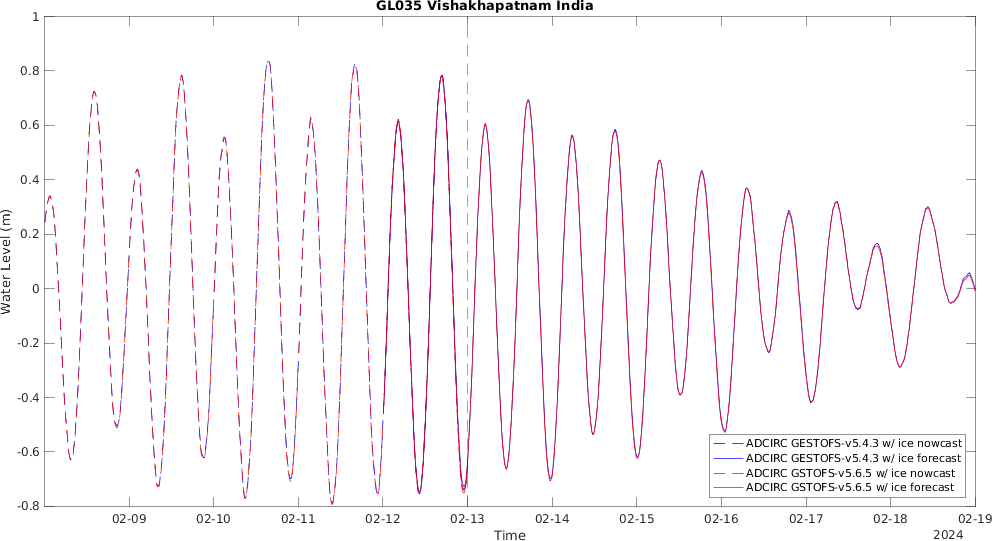 GL035 Vishakhapatnam India
1
0.8
0.6
0.4
0.2
0
-0.2
-0.4
-0.6
-0.8
Water Level (m)
ADCIRC GESTOFS-v5.4.3 w/ ice nowcast
ADCIRC GESTOFS-v5.4.3 w/ ice forecast
ADCIRC GSTOFS-v5.6.5 w/ ice nowcast
ADCIRC GSTOFS-v5.6.5 w/ ice forecast
02-09 02-10 02-11 02-12 02-13 02-14 02-15 02-16 02-17 02-18 02-19
Time
2024